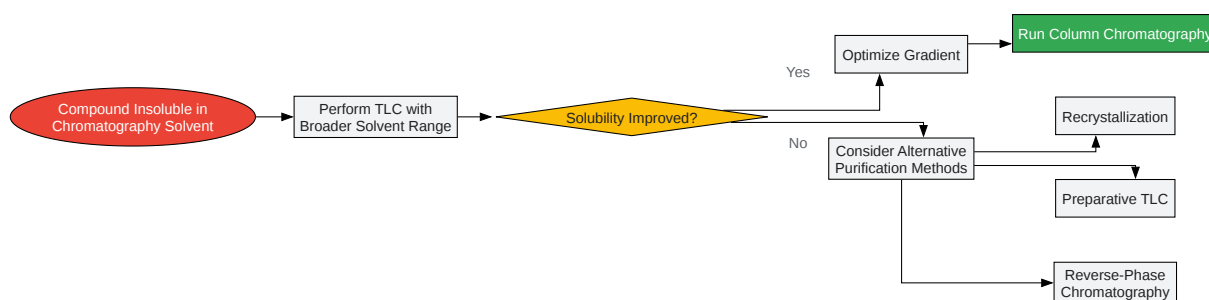 Compound Insoluble in
Chromatography Solvent
Perform TLC with
Broader Solvent Range
Solubility Improved?
Yes
Optimize Gradient
Run Column Chromatography
No
Consider Alternative
Purification Methods
Recrystallization
Preparative TLC
Reverse-Phase
Chromatography